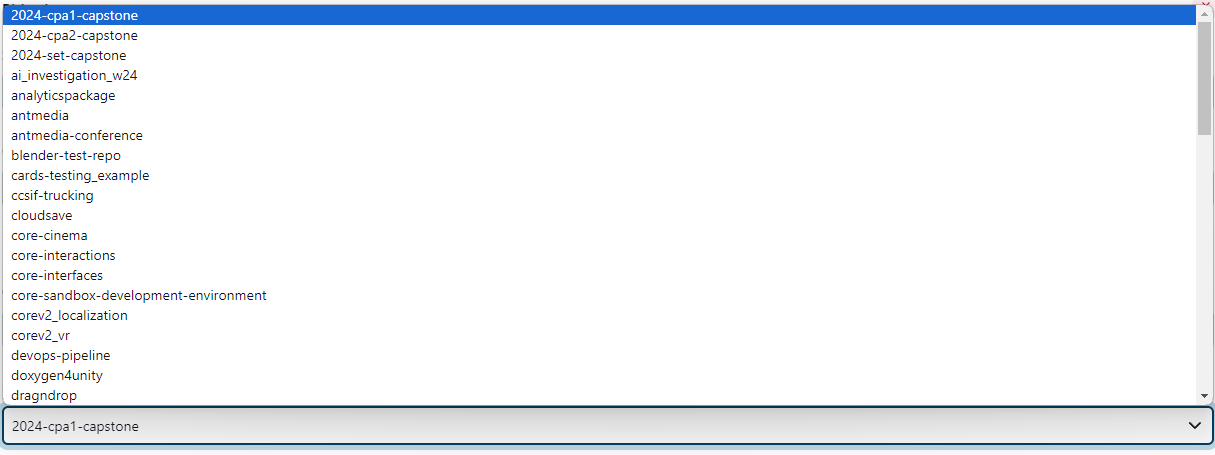 2024-cpa1-capstone
2024-cpa2-capstone
2024-set-capstone
ai_investigation_w24
analyticspackage
antmedia
antmedia-conference
blender-test-repo
cards-testing_example
ccsif-trucking
cloudsave
core-cinema
core-interactions
core-interfaces
core-sandbox-development-environment
corev2_localization
corev2_vr
devops-pipeline
doxygen4unity
dragndrop
2024-cpa1-capstone